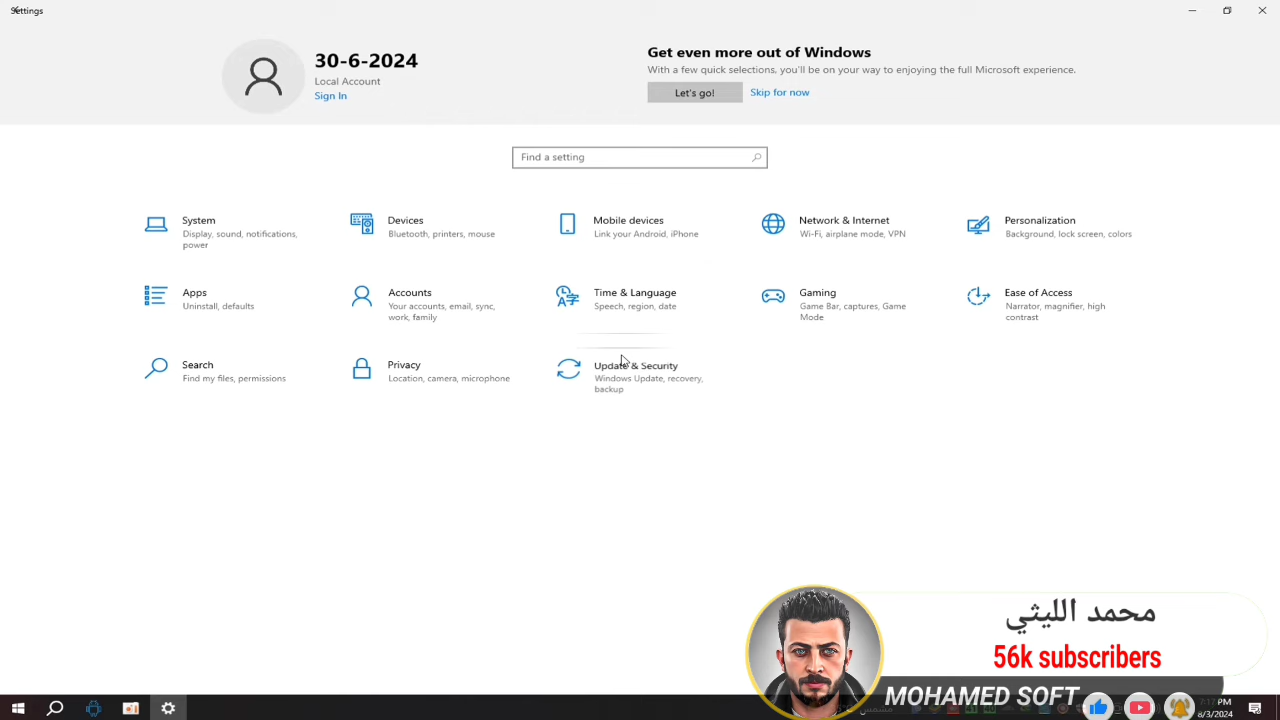 Settings
30-6-2024
Local Account
Sign In
Get even more out of Windows
With a few quick selections, you'll be on your way to enjoying the full Microsoft experience.
Let's go!
Skip for now
Find a setting
System
Display, sound, notifications,
power
Devices
Bluetooth, printers, mouse
Mobile devices
Link your Android, iPhone
Network & Internet
Wi-Fi, airplane mode, VPN
Personalization
Background, lock screen, colors
Apps
Uninstall, defaults
Accounts
Your accounts, email, sync,
work, family
Time & Language
Speech, region, date
Gaming
Game Bar, captures, Game
Mode
Ease of Access
Narrator, magnifier, high
contrast
Search
Find my files, permissions
Privacy
Location, camera, microphone
Update & Security
Windows Update, recovery,
backup
محمد الليثي
56k subscribers
MOHAMED SOFT
7:17 PM
8/3/2024